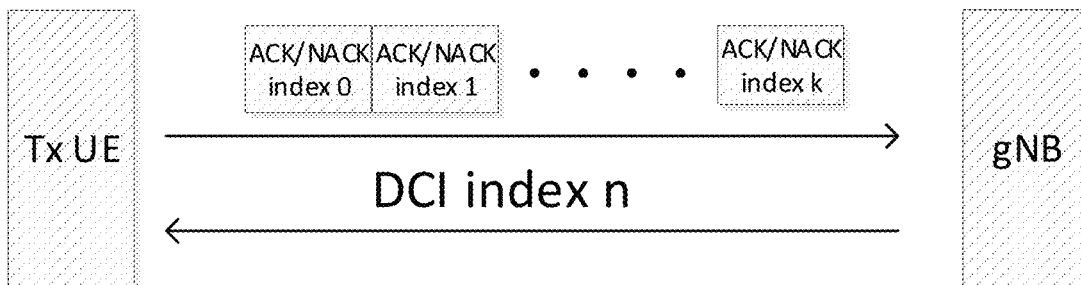 ACK/NACK ACK/NACK ACK/NACK
index 0 index 1 • • • • index k
Tx UE gNB
DCI index n